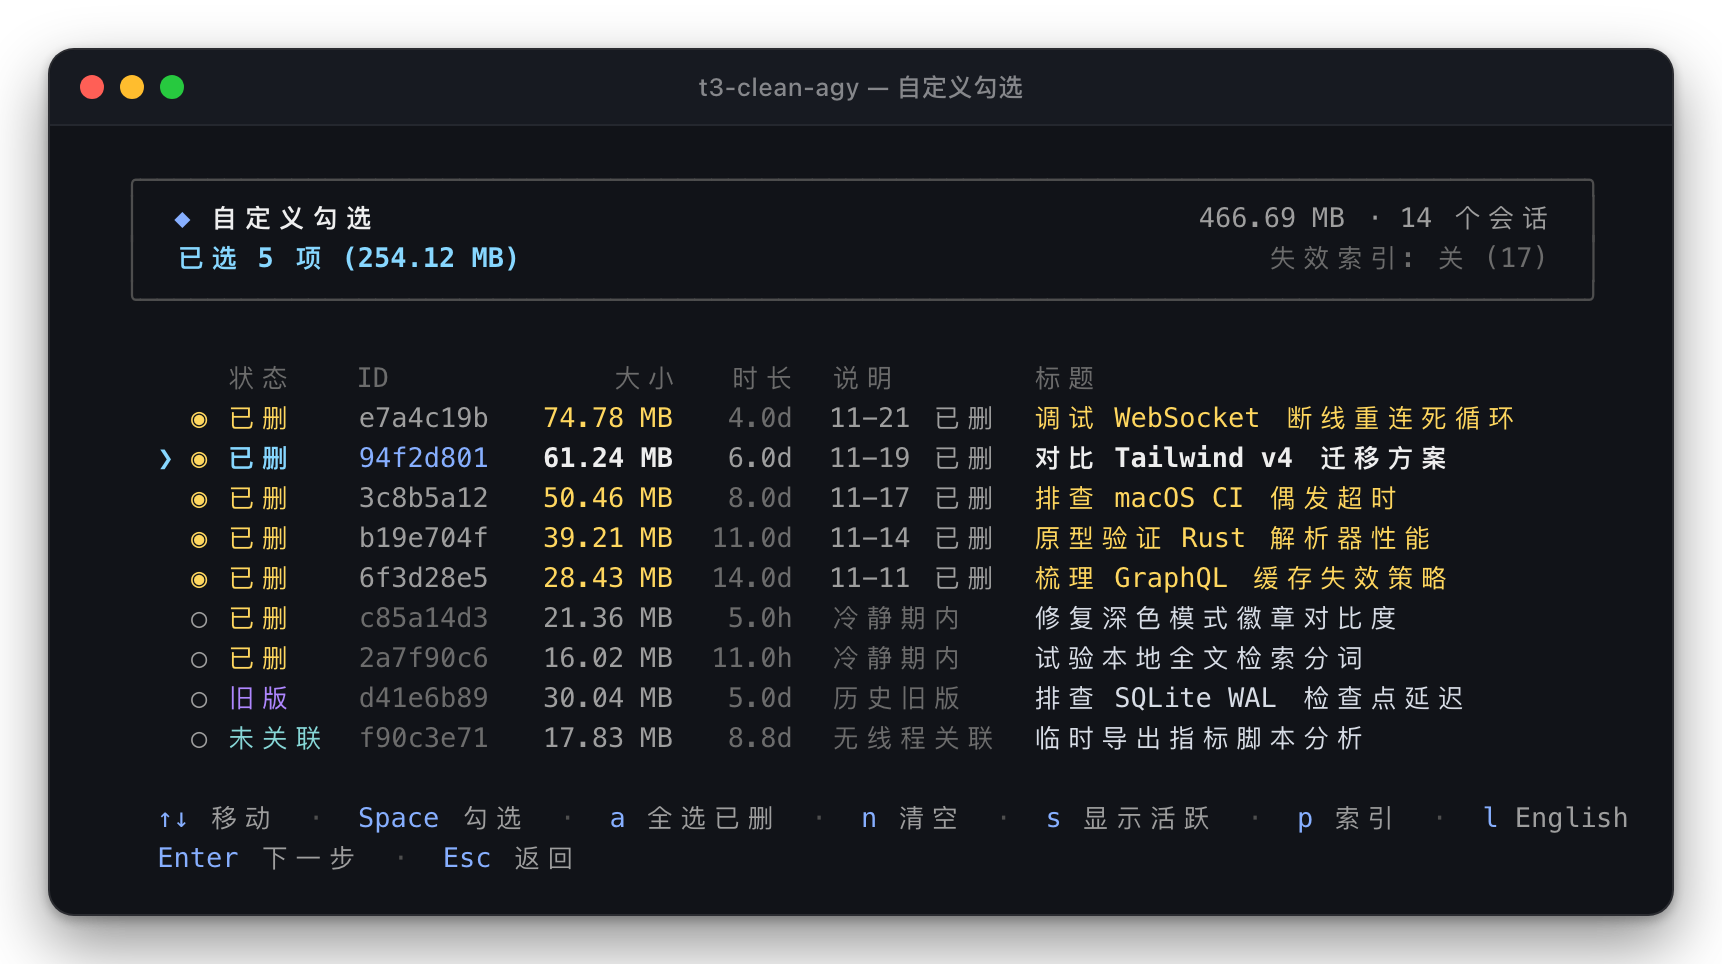 t3-clean-agy — 自定义勾选
◆ 自定义勾选 466.69 MB · 14 个会话
已选 5 项 (254.12 MB) 失效索引: 关 (17)
状态 ID 大小 时长 说明 标题
◉ 已删 e7a4c19b 74.78 MB 4.0d 11-21 已删 调试 WebSocket 断线重连死循环
❯ ◉ 已删 94f2d801 61.24 MB 6.0d 11-19 已删 对比 Tailwind v4 迁移方案
◉ 已删 3c8b5a12 50.46 MB 8.0d 11-17 已删 排查 macOS CI 偶发超时
◉ 已删 b19e704f 39.21 MB 11.0d 11-14 已删 原型验证 Rust 解析器性能
◉ 已删 6f3d28e5 28.43 MB 14.0d 11-11 已删 梳理 GraphQL 缓存失效策略
○ 已删 c85a14d3 21.36 MB 5.0h 冷静期内 修复深色模式徽章对比度
○ 已删 2a7f90c6 16.02 MB 11.0h 冷静期内 试验本地全文检索分词
○ 旧版 d41e6b89 30.04 MB 5.0d 历史旧版 排查 SQLite WAL 检查点延迟
○ 未关联 f90c3e71 17.83 MB 8.8d 无线程关联 临时导出指标脚本分析
↑↓ 移动 · Space 勾选 · a 全选已删 · n 清空 · s 显示活跃 · p 索引 · l English
Enter 下一步 · Esc 返回